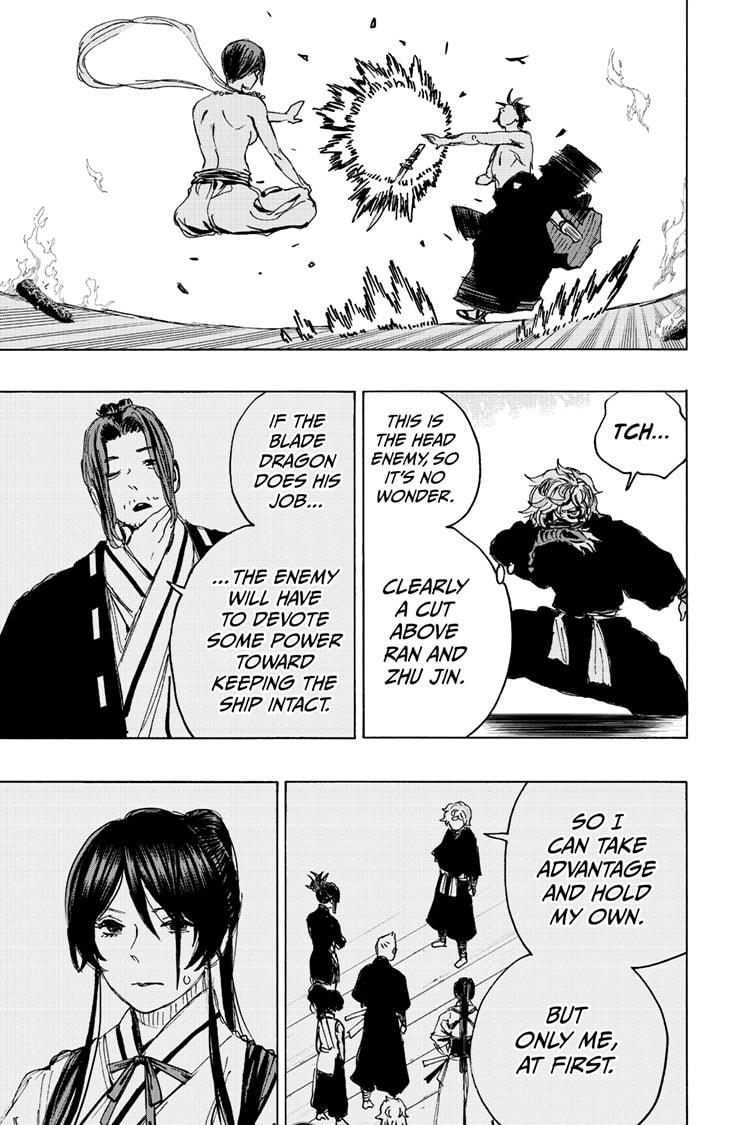 TCH...
THIS IS
THE HEAD
ENEMY, SO
IT'S NO
WONDER.
CLEARLY
A CUT
ABOVE
RAN AND
ZHU JIN.
IF THE
BLADE
DRAGON
DOES HIS
JOB...
...THE ENEMY
WILL HAVE
TO DEVOTE
SOME POWER
TOWARD
KEEPING THE
SHIP INTACT.
SO I
CAN TAKE
ADVANTAGE
AND HOLD
MY OWN.
BUT
ONLY ME,
AT FIRST.